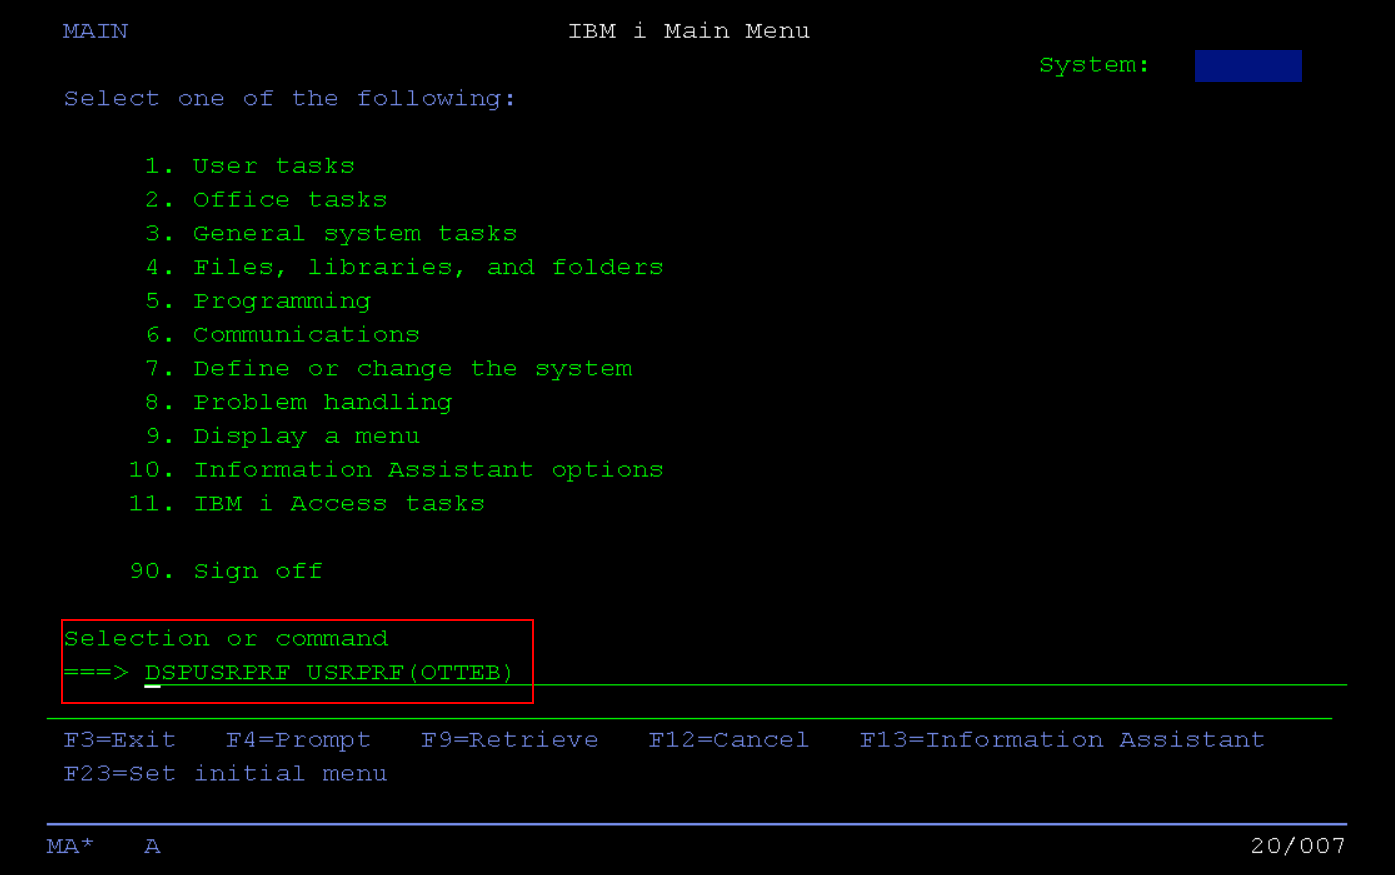 MAIN IBM i Main Menu
System:
Select one of the following:
1. User tasks
2. Office tasks
3. General system tasks
4. Files, libraries, and folders
5. Programming
6. Communications
7. Define or change the system
8. Problem handling
9. Display a menu
10. Information Assistant options
11. IBM i Access tasks
90. Sign off
Selection or command
===> DSPUSRPRF USRPRF(OTTEB)
F3=Exit F4=Prompt F9=Retrieve F12=Cancel F13=Information Assistant
F23=Set initial menu
MA* A 20/007